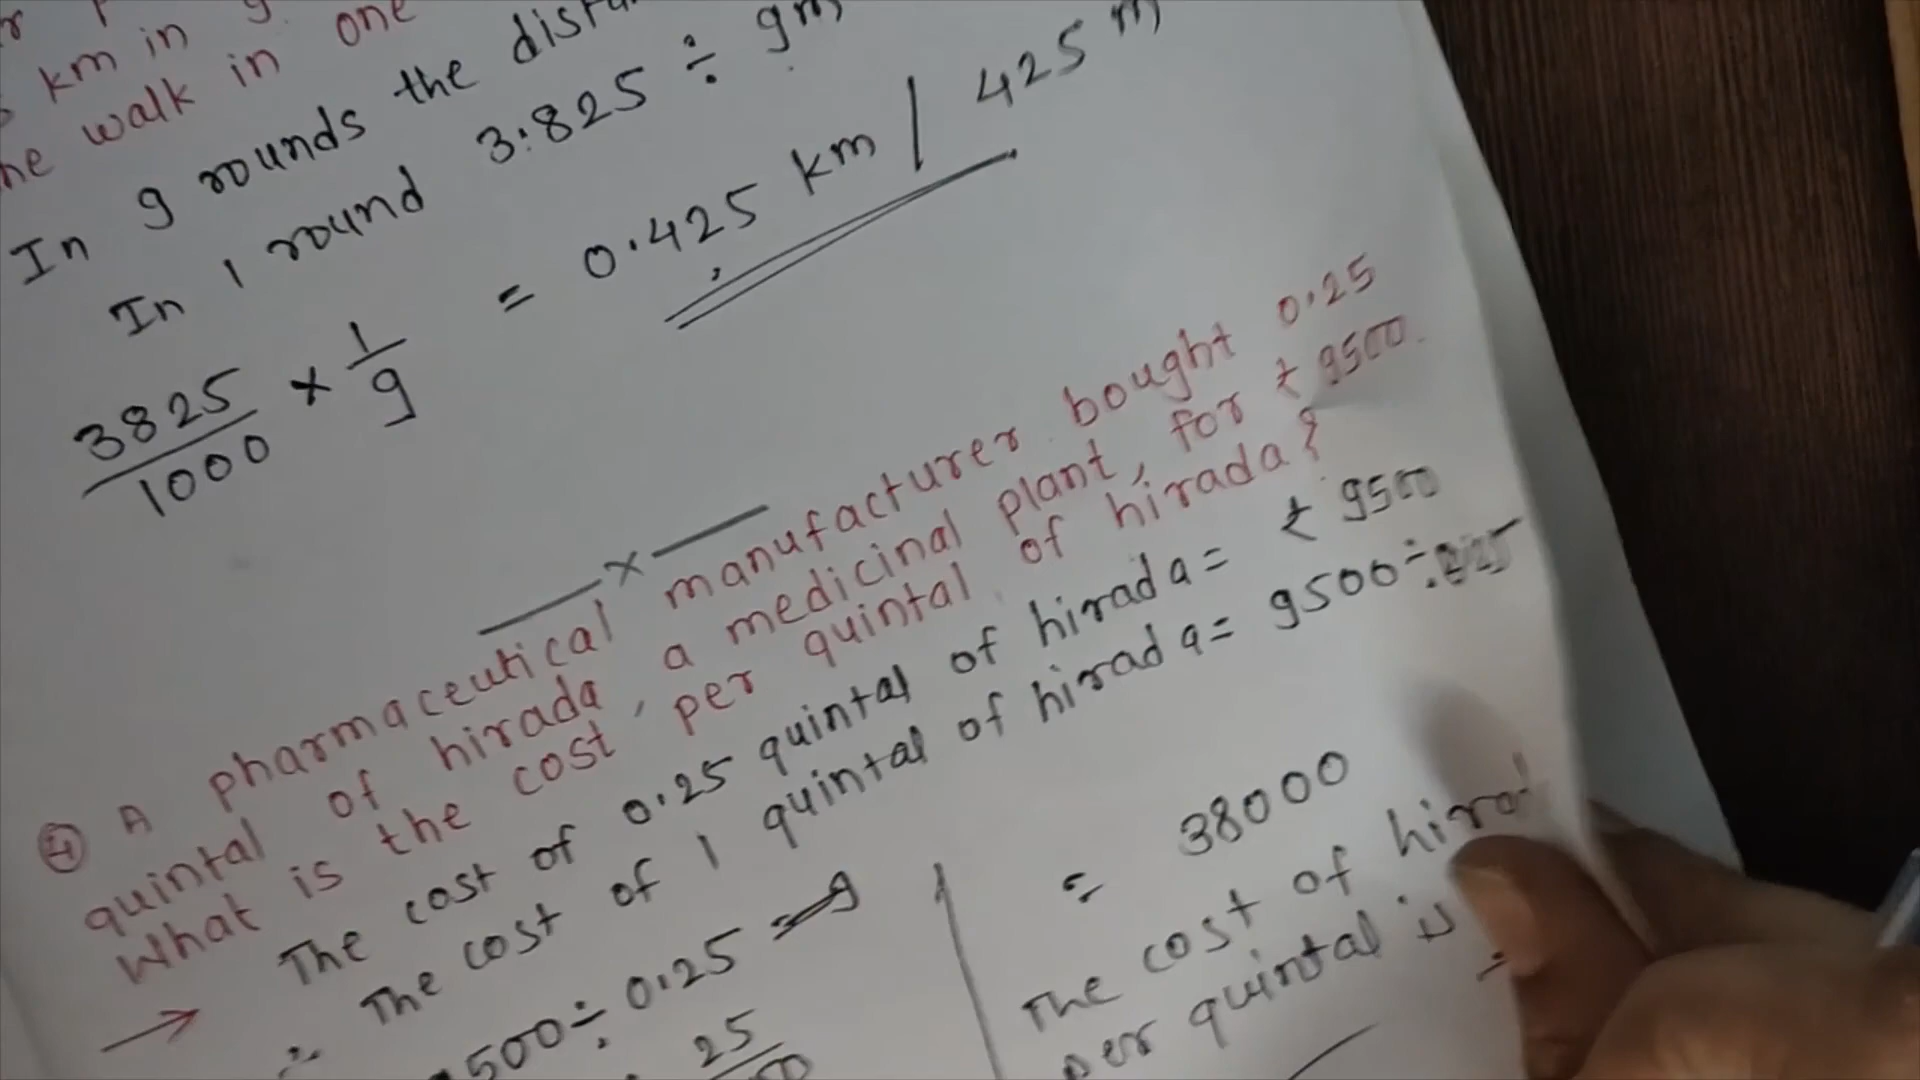 km in 9
he walk in one
In 9 rounds the
In 1 round 3.825 ÷ 9
3825/1000 × 1/9 = 0.425 km / 425 m
x
④ A pharmaceutical manufacturer bought 0.25
quintal of hirada, a medicinal plant, for ₹ 9500.
What is the cost per quintal of hirada?
→ The cost of 0.25 quintal of hirada = ₹ 9500
∴ The cost of 1 quintal of hirada = 9500 ÷
500 ÷ 0.25
25
= 38000
The cost of
per quintal is